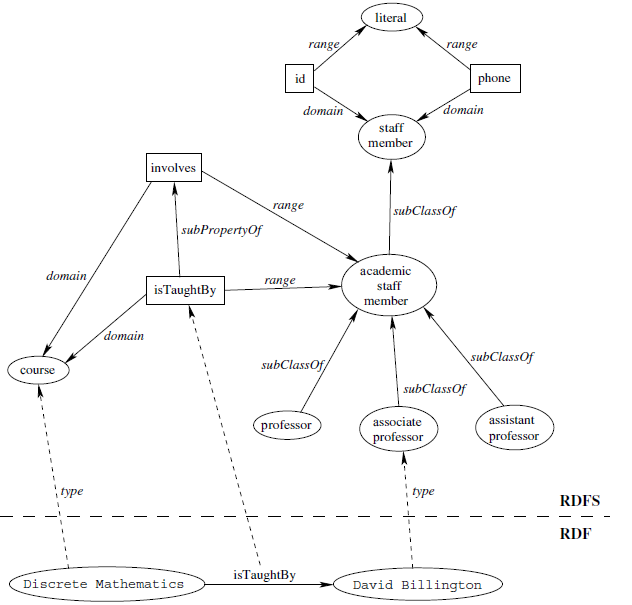 literal
range
range
id
phone
domain
domain
staff
member
involves
subClassOf
range
subPropertyOf
domain
range
academic
staff
member
isTaughtBy
domain
course
subClassOf
subClassOf
subClassOf
professor
associate
professor
assistant
professor
type
type
RDFS
RDF
isTaughtBy
Discrete Mathematics
David Billington